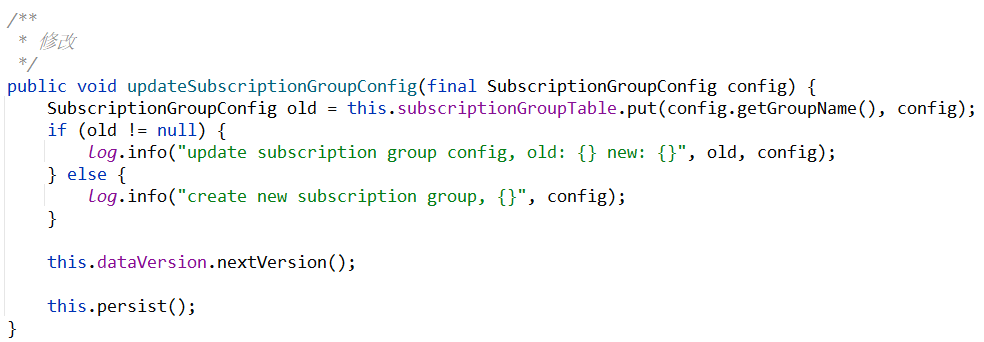 /**
 * 修改
 */
public void updateSubscriptionGroupConfig(final SubscriptionGroupConfig config) {
    SubscriptionGroupConfig old = this.subscriptionGroupTable.put(config.getGroupName(), config);
    if (old != null) {
        log.info("update subscription group config, old: {} new: {}", old, config);
    } else {
        log.info("create new subscription group, {}", config);
    }

    this.dataVersion.nextVersion();

    this.persist();
}